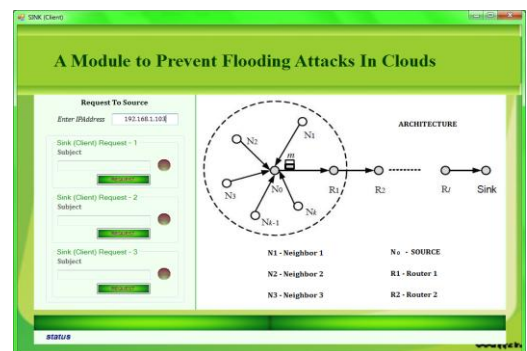 SINK (Client)
A Module to Prevent Flooding Attacks In Clouds
Request To Source
Enter IPAddress 192.168.1.103
Sink (Client) Request - 1
Subject
REQUEST
Sink (Client) Request - 2
Subject
REQUEST
Sink (Client) Request - 3
Subject
REQUEST
ARCHITECTURE
N2
N1
m
N3
N0
R1
R2
Rl
Sink
Nk-1
Nk
N1 - Neighbor 1
N0 - SOURCE
N2 - Neighbor 2
R1 - Router 1
N3 - Neighbor 3
R2 - Router 2
status